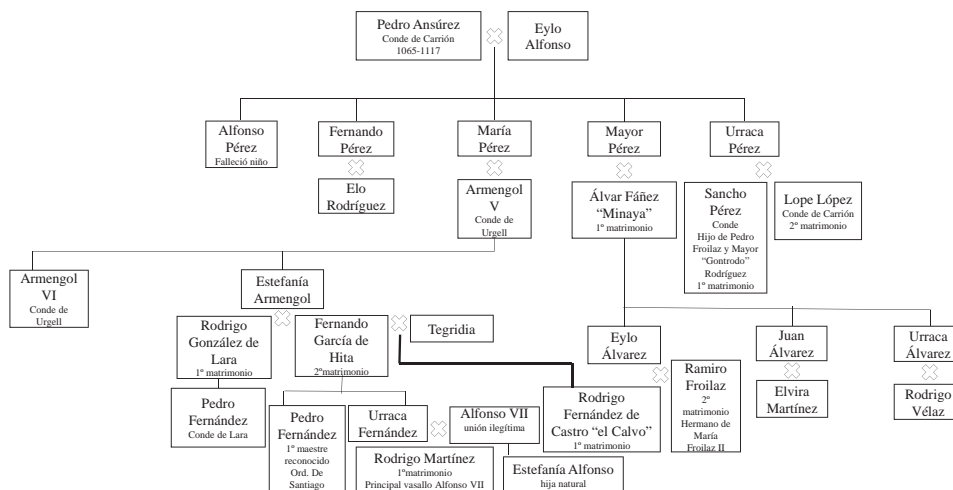 Pedro Ansúrez
Conde de Carrión
1065-1117
Eylo
Alfonso
Alfonso
Pérez
Falleció niño
Fernando
Pérez
María
Pérez
Mayor
Pérez
Urraca
Pérez
Elo
Rodríguez
Armengol
V
Conde de
Urgell
Álvar Fáñez
“Minaya”
1º matrimonio
Sancho
Pérez
Conde
Hijo de Pedro
Froilaz y Mayor
“Gontrodo”
Rodríguez
1º matrimonio
Lope López
Conde de Carrión
2º matrimonio
Armengol
VI
Conde de
Urgell
Estefanía
Armengol
Rodrigo
González de
Lara
1º matrimonio
Fernando
García de
Hita
2ºmatrimonio
Tegridia
Eylo
Álvarez
Juan
Álvarez
Urraca
Álvarez
Ramiro
Froilaz
2º
matrimonio
Hermano de
María
Froilaz II
Elvira
Martínez
Rodrigo
Vélaz
Pedro
Fernández
Conde de Lara
Pedro
Fernández
1º maestre
reconocido
Ord. De
Santiago
Urraca
Fernández
Alfonso VII
unión ilegítima
Rodrigo
Fernández de
Castro “el Calvo”
1º matrimonio
Rodrigo Martínez
1ºmatrimonio
Principal vasallo Alfonso VII
Estefanía Alfonso
hija natural